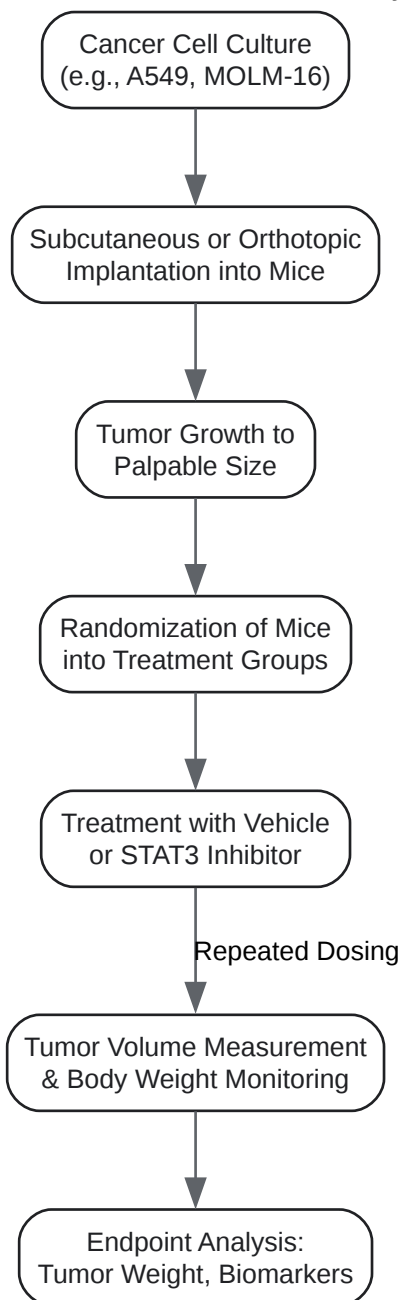 Cancer Cell Culture
(e.g., A549, MOLM-16)
Subcutaneous or Orthotopic
Implantation into Mice
Tumor Growth to
Palpable Size
Randomization of Mice
into Treatment Groups
Treatment with Vehicle
or STAT3 Inhibitor
Repeated Dosing
Tumor Volume Measurement
& Body Weight Monitoring
Endpoint Analysis:
Tumor Weight, Biomarkers